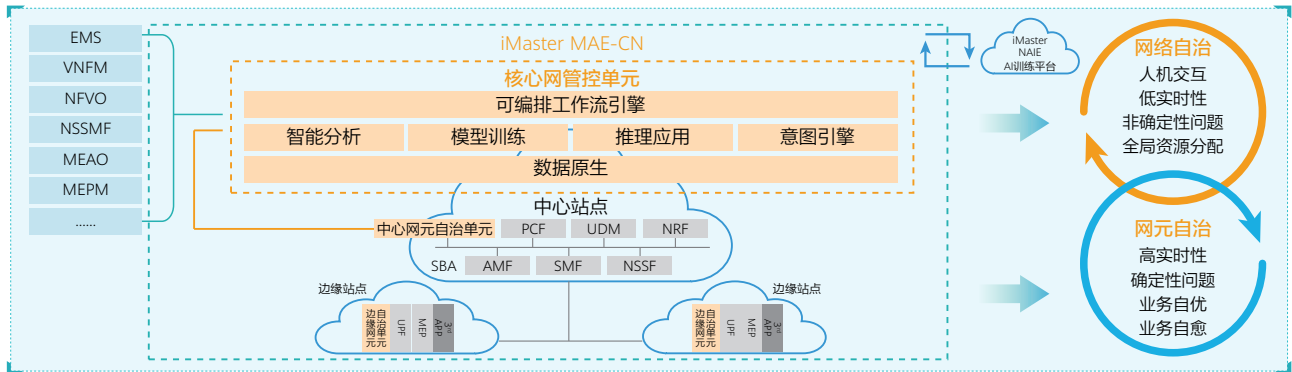 EMS
VNFM
NFVO
NSSMF
MEAO
MEPM
......
iMaster MAE-CN
核心网管控单元
可编排工作流引擎
智能分析
模型训练
推理应用
意图引擎
数据原生
中心站点
中心网元自治单元
PCF
UDM
NRF
SBA
AMF
SMF
NSSF
边缘站点
边缘网元
自治单元
UPF
MEP
3rd
APP
边缘站点
边缘网元
自治单元
UPF
MEP
3rd
APP
iMaster
NAIE
AI训练平台
网络自治
人机交互
低实时性
非确定性问题
全局资源分配
网元自治
高实时性
确定性问题
业务自优
业务自愈